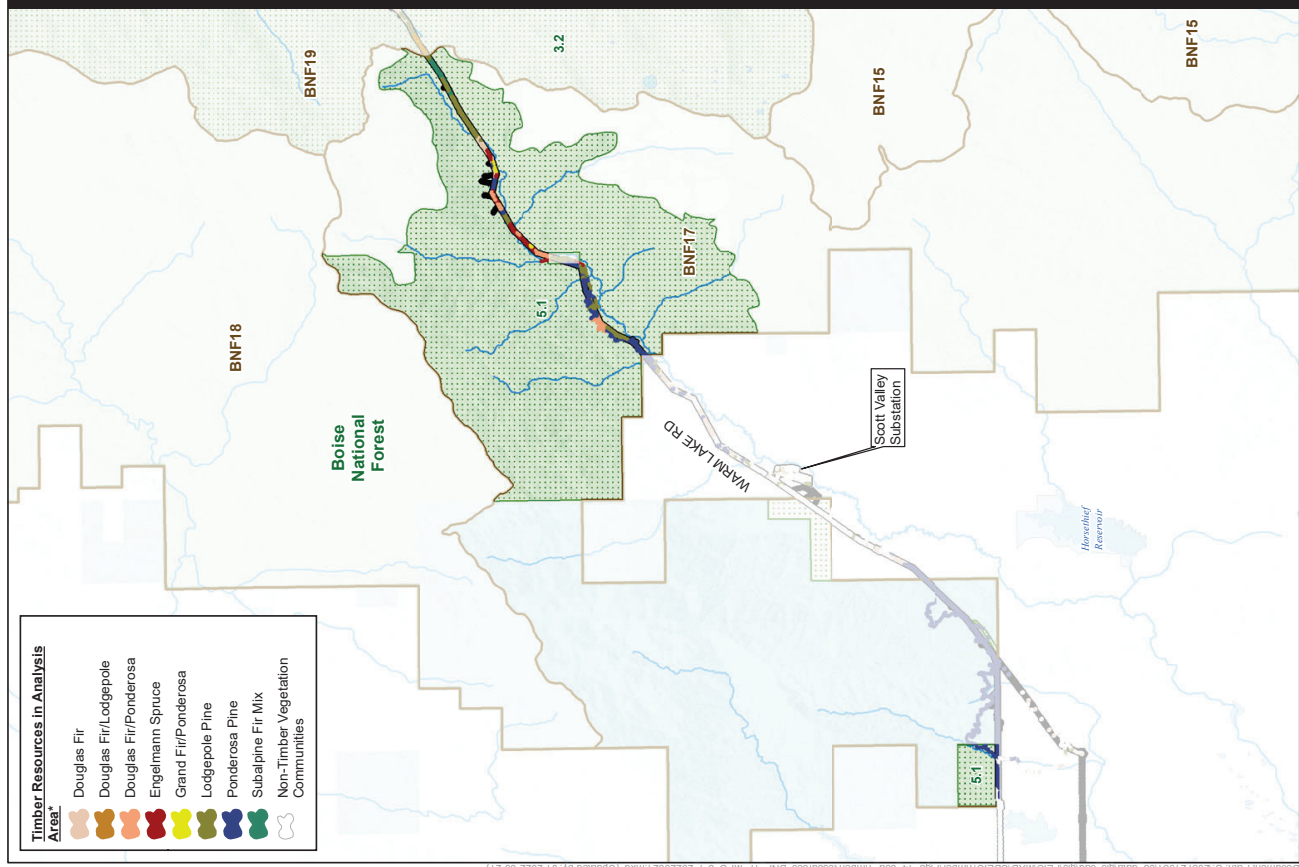 Timber Resources in Analysis
Area*
Douglas Fir
Douglas Fir/Lodgepole
Douglas Fir/Ponderosa
Engelmann Spruce
Grand Fir/Ponderosa
Lodgepole Pine
Ponderosa Pine
Subalpine Fir Mix
Non-Timber Vegetation
Communities
BNF19
3.2
BNF15
BNF18
Boise
National
Forest
BNF15
BNF17
5.1
WARM LAKE RD
Scott Valley
Substation
Horsethief
Reservoir
5.1